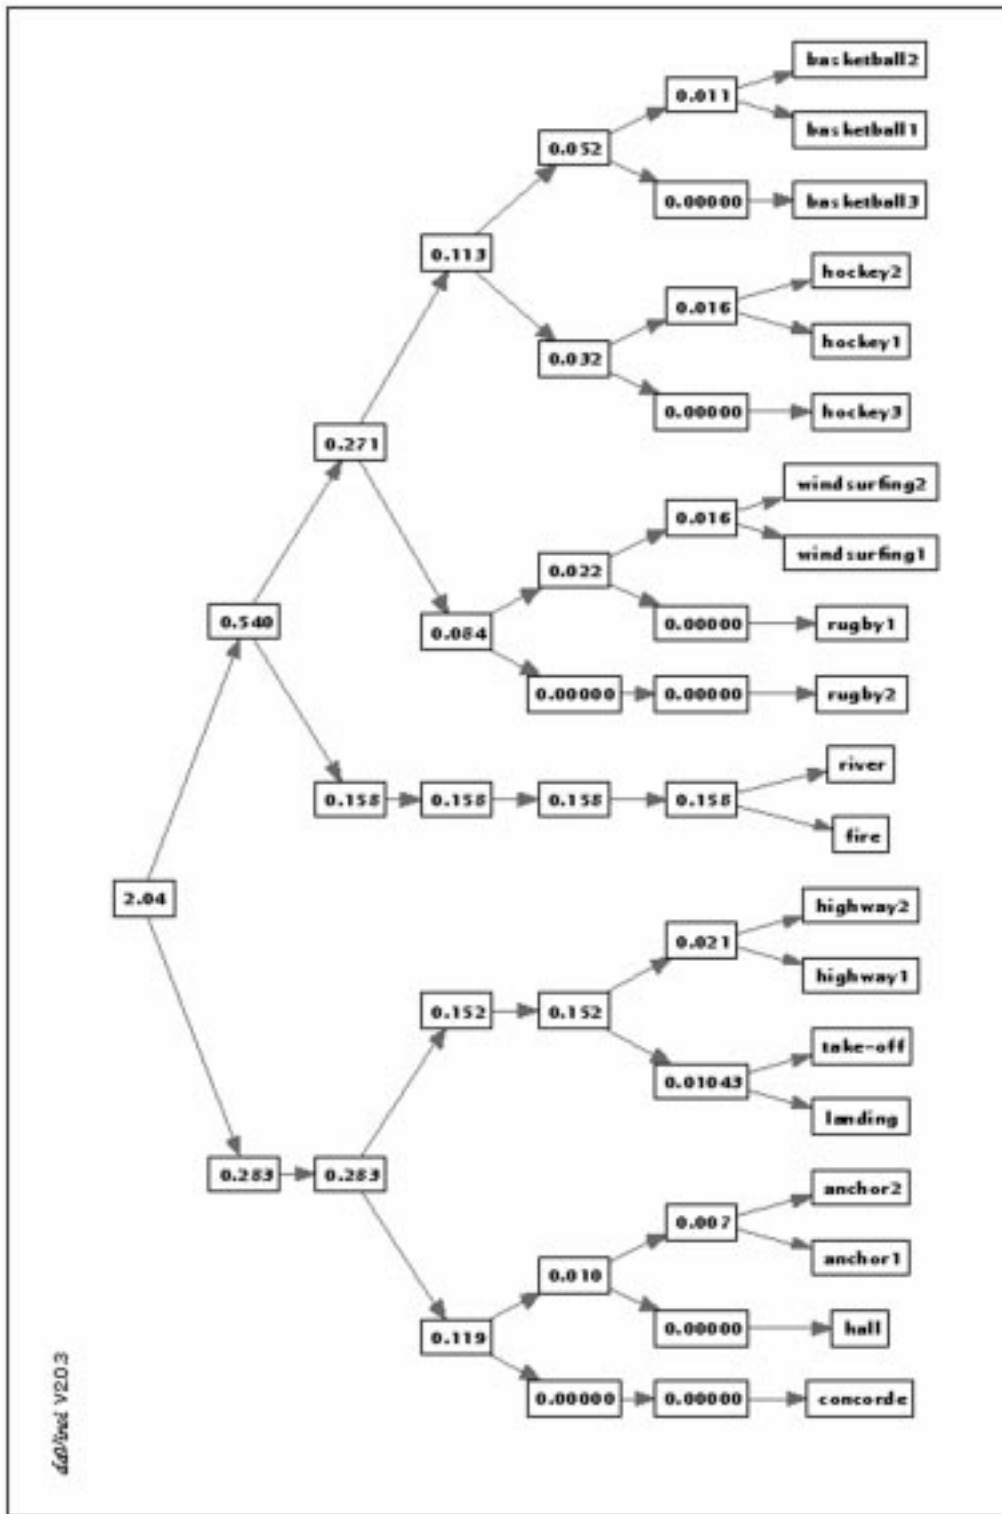 basketball2
0.011
basketball1
0.052
0.00000
basketball3
0.113
hockey2
0.016
hockey1
0.032
0.00000
hockey3
0.271
windsurfing2
0.016
windsurfing1
0.022
0.540
0.084
0.00000
rugby1
0.00000
0.00000
rugby2
river
0.158
0.158
0.158
0.158
fire
2.04
highway2
0.021
highway1
0.152
0.152
take-off
0.01043
landing
0.283
0.283
anchor2
0.007
anchor1
0.010
0.119
0.00000
hall
0.00000
0.00000
concorde
daVinci V2.0.3